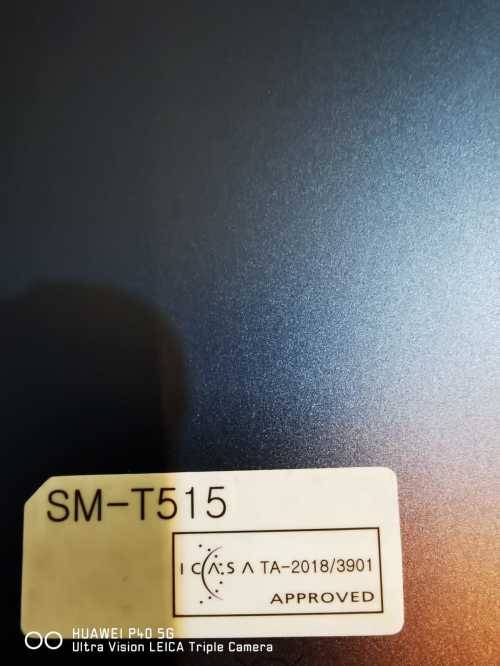 SM-T515
ICASA TA-2018/3901
APPROVED
HUAWEI P40 5G
Ultra Vision LEICA Triple Camera